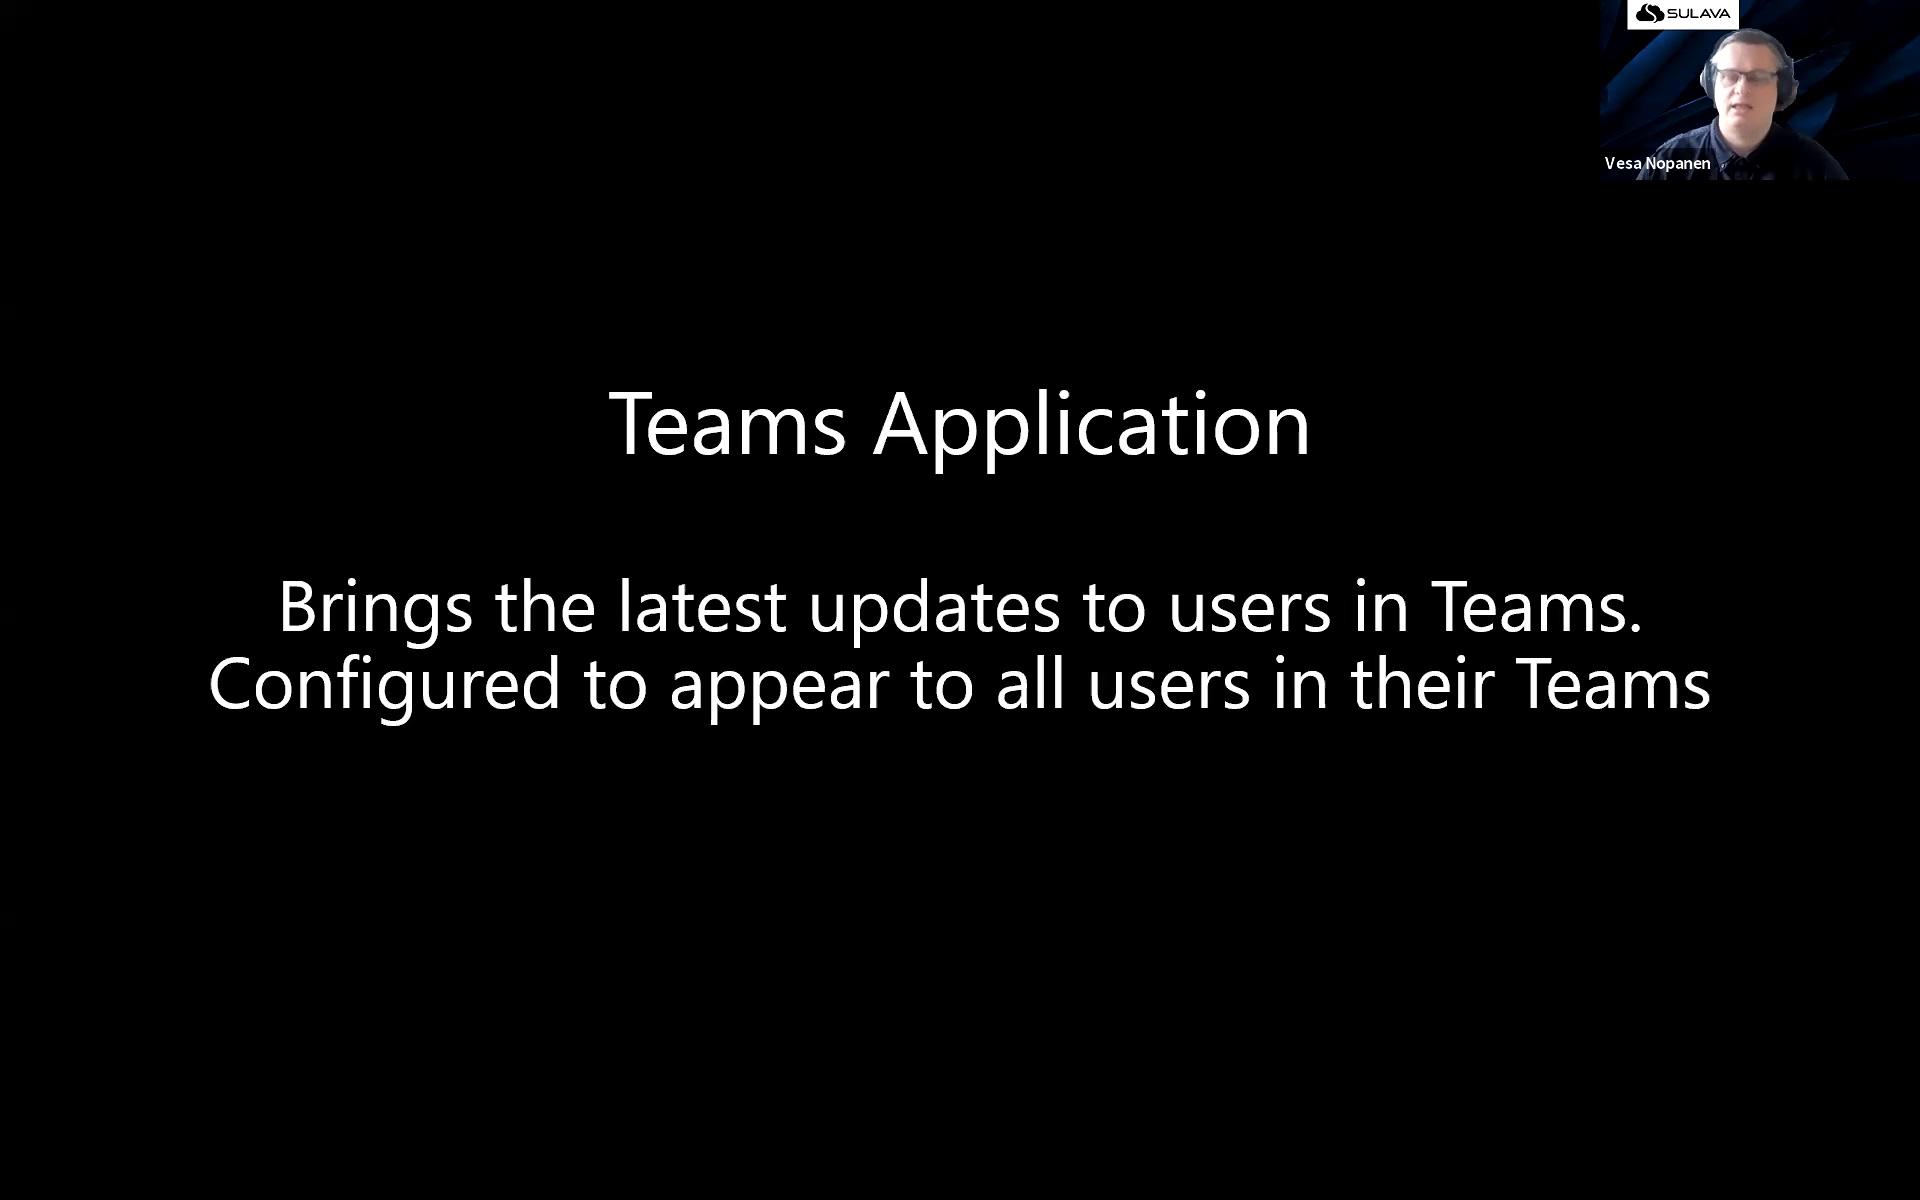 SULAVA
Vesa Nopanen
Teams Application
Brings the latest updates to users in Teams.
Configured to appear to all users in their Teams